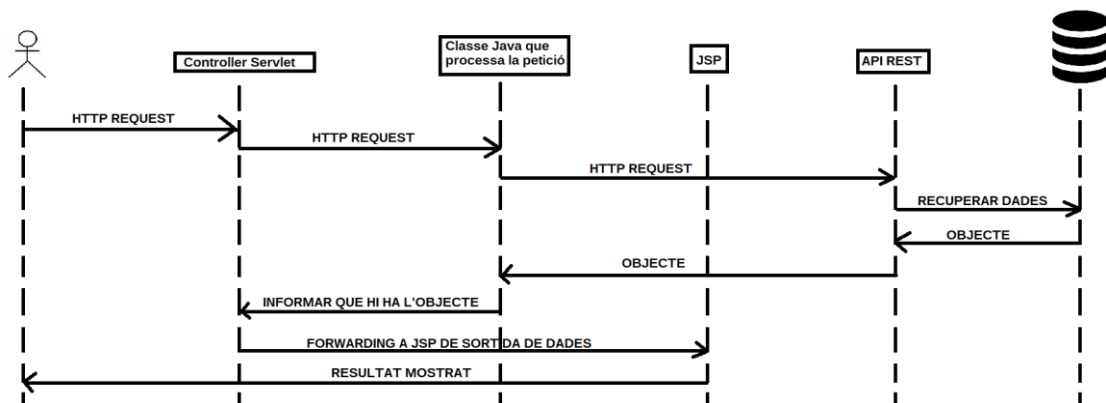 Controller Servlet
Classe Java que
processa la petició
JSP
API REST
HTTP REQUEST
HTTP REQUEST
HTTP REQUEST
RECUPERAR DADES
OBJECTE
OBJECTE
INFORMAR QUE HI HA L'OBJECTE
FORWARDING A JSP DE SORTIDA DE DADES
RESULTAT MOSTRAT